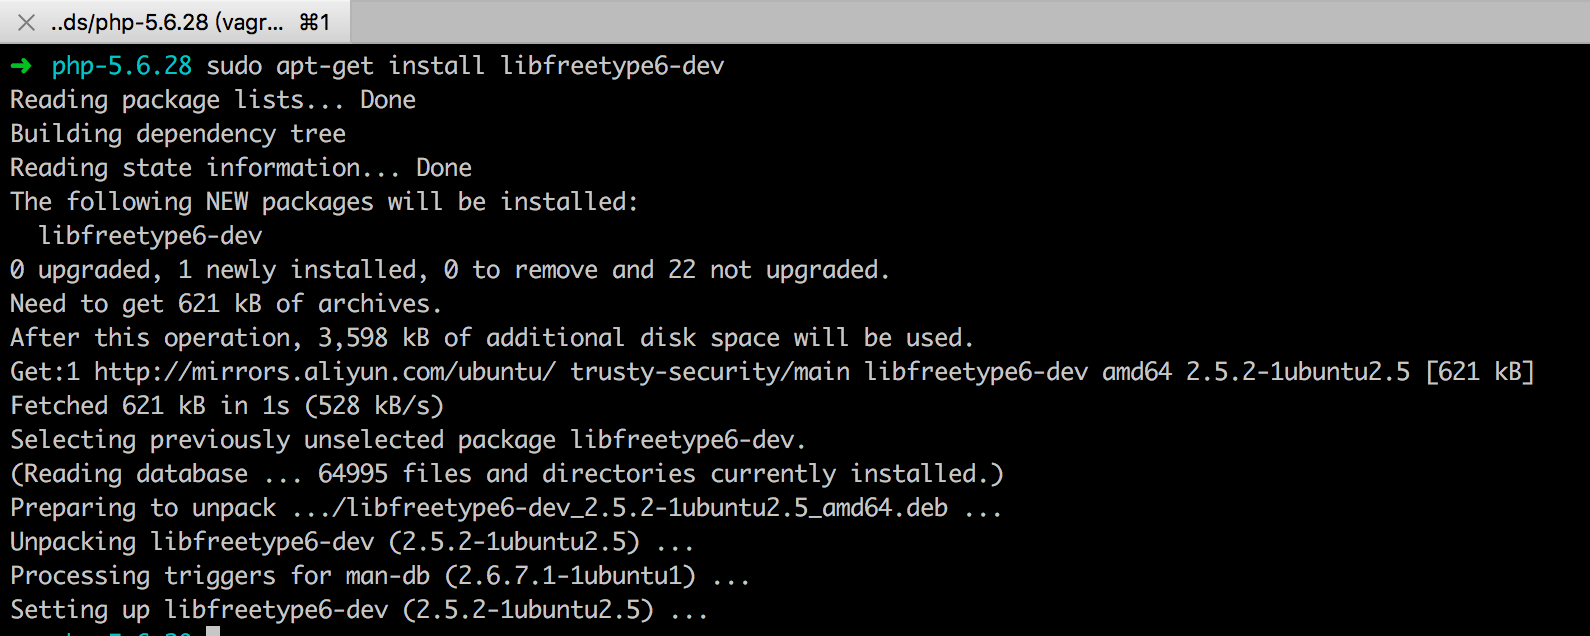 ..ds/php-5.6.28 (vagr... ⌘1
➜ php-5.6.28 sudo apt-get install libfreetype6-dev
Reading package lists... Done
Building dependency tree
Reading state information... Done
The following NEW packages will be installed:
  libfreetype6-dev
0 upgraded, 1 newly installed, 0 to remove and 22 not upgraded.
Need to get 621 kB of archives.
After this operation, 3,598 kB of additional disk space will be used.
Get:1 http://mirrors.aliyun.com/ubuntu/ trusty-security/main libfreetype6-dev amd64 2.5.2-1ubuntu2.5 [621 kB]
Fetched 621 kB in 1s (528 kB/s)
Selecting previously unselected package libfreetype6-dev.
(Reading database ... 64995 files and directories currently installed.)
Preparing to unpack .../libfreetype6-dev_2.5.2-1ubuntu2.5_amd64.deb ...
Unpacking libfreetype6-dev (2.5.2-1ubuntu2.5) ...
Processing triggers for man-db (2.6.7.1-1ubuntu1) ...
Setting up libfreetype6-dev (2.5.2-1ubuntu2.5) ...
php-5.6.28